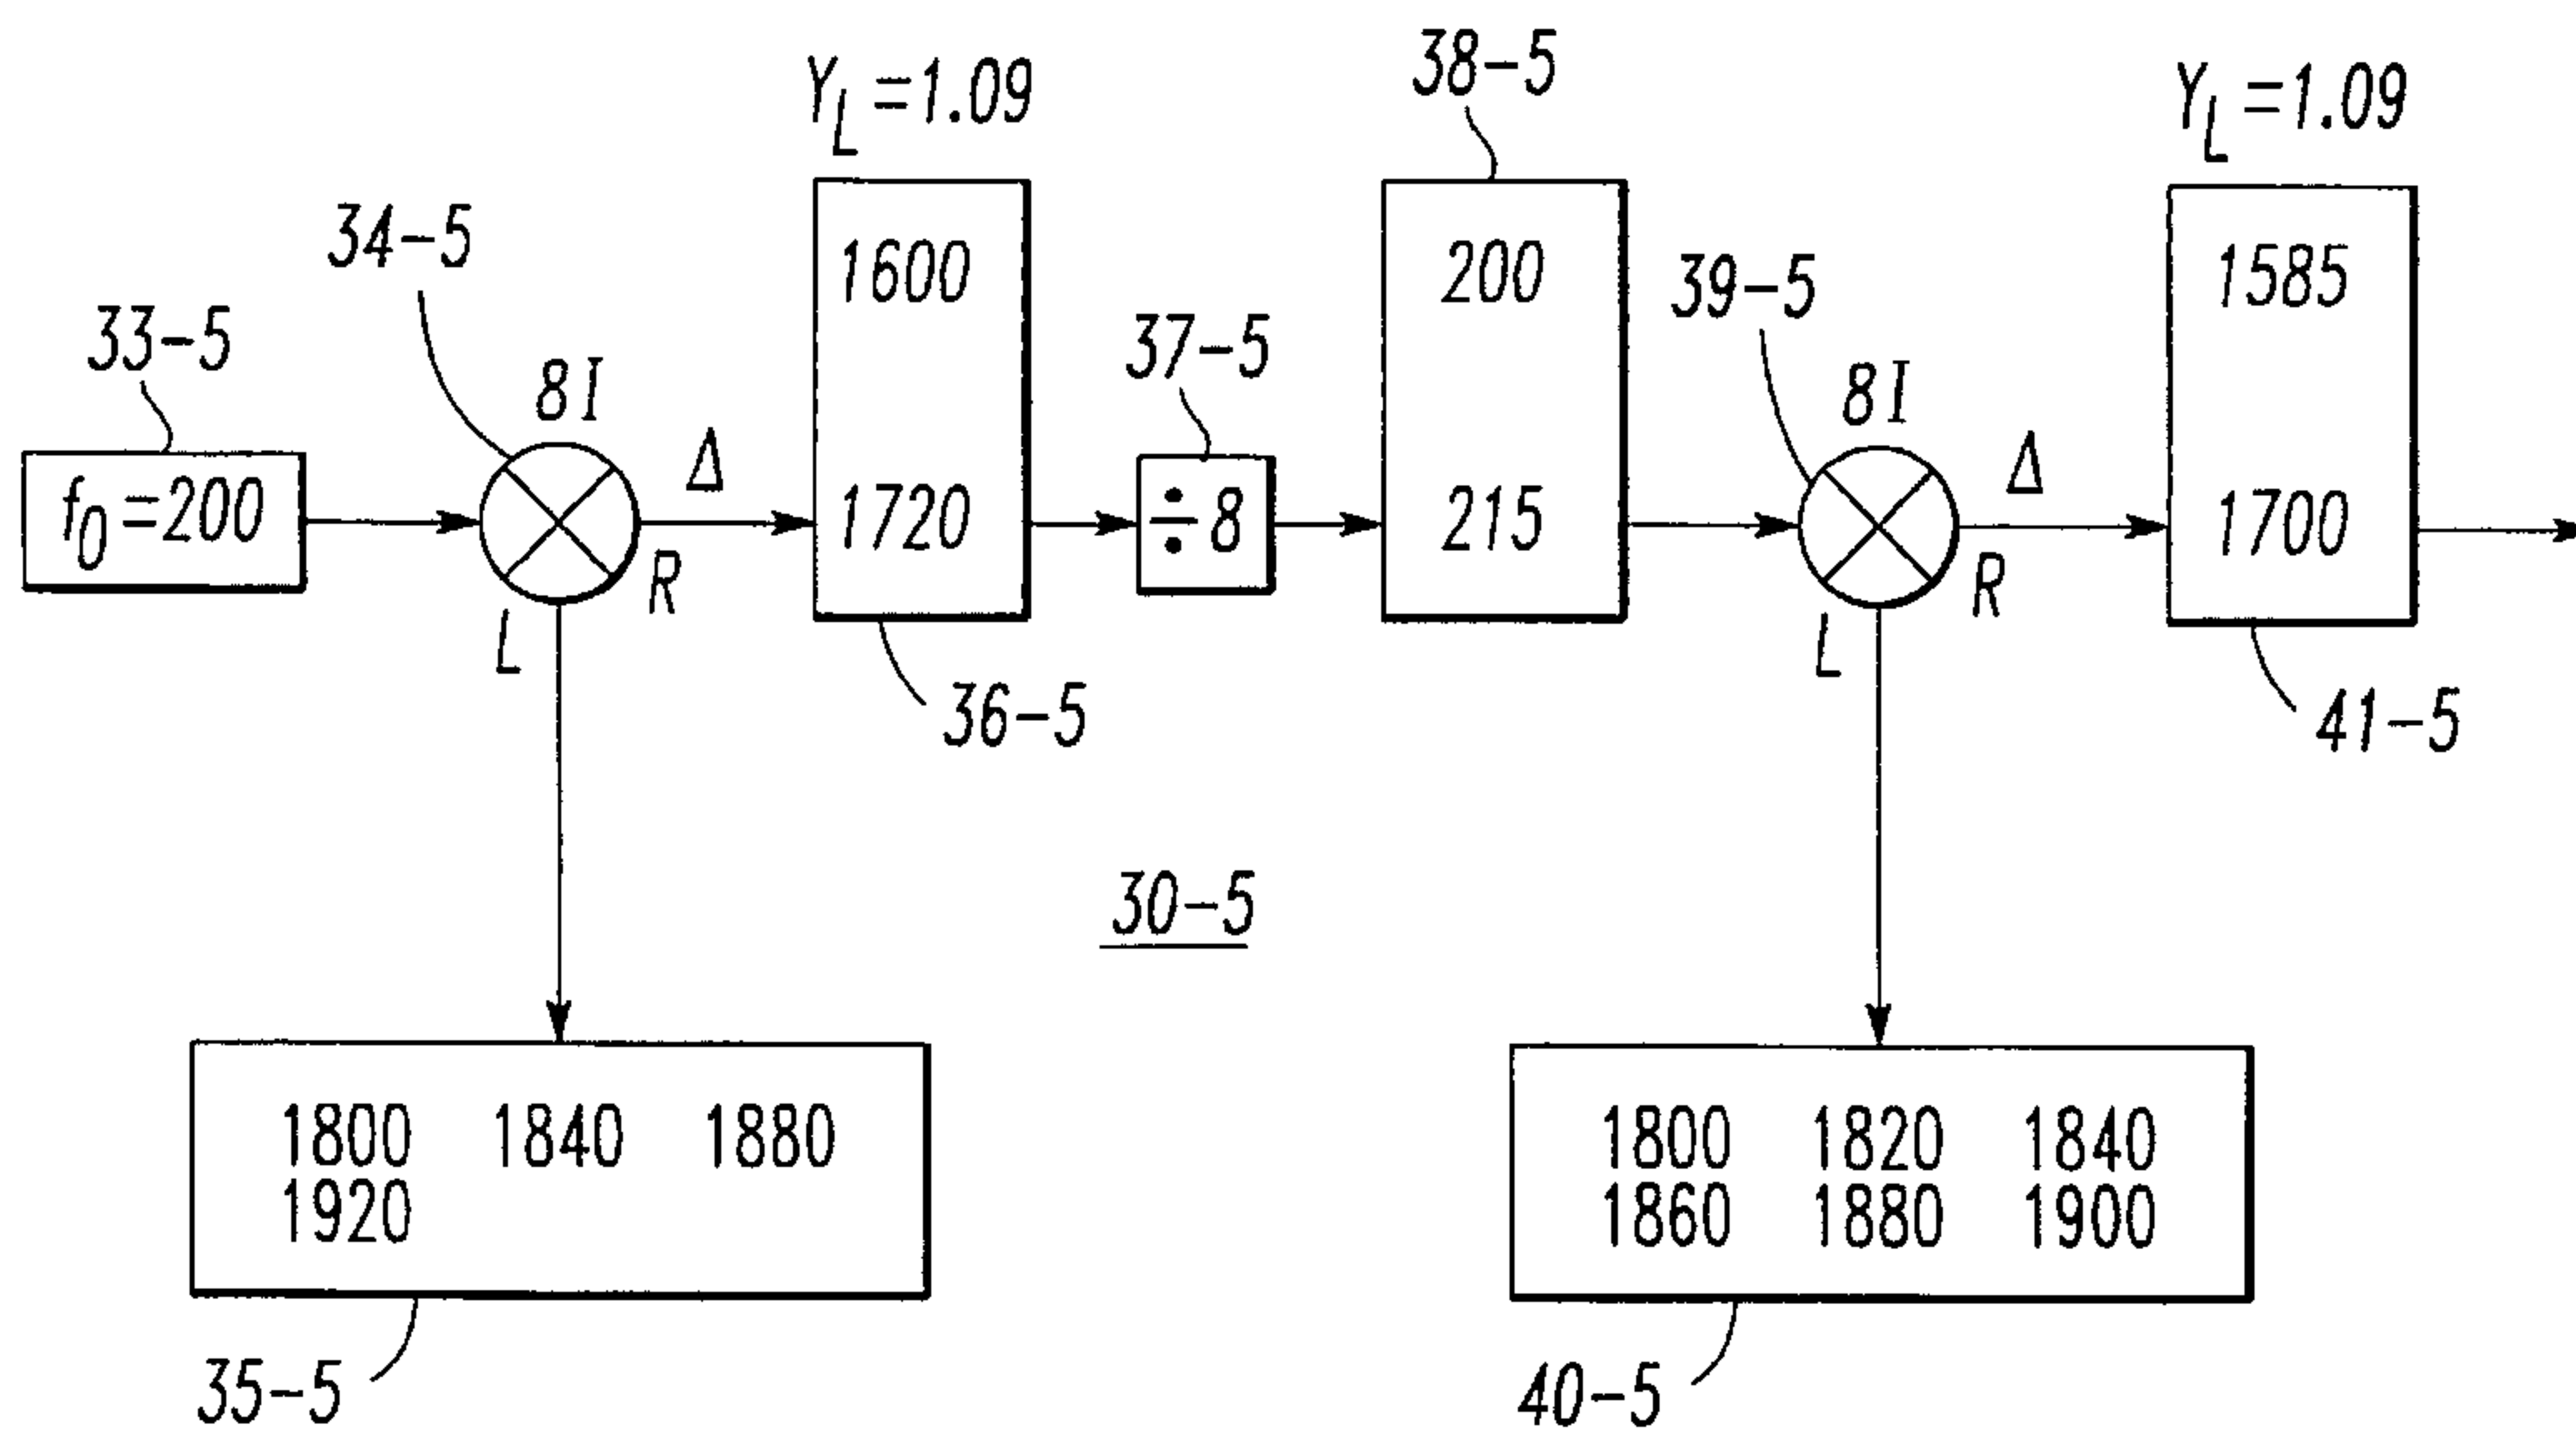 38-5
Y_L=1.09
Y_L=1.09
34-5
1600
200
39-5
1585
33-5
37-5
8I
8I
Δ
Δ
f_0=200
1720
÷8
215
1700
R
R
L
L
36-5
41-5
30-5
1800 1840 1880
1920
1800 1820 1840
1860 1880 1900
35-5
40-5